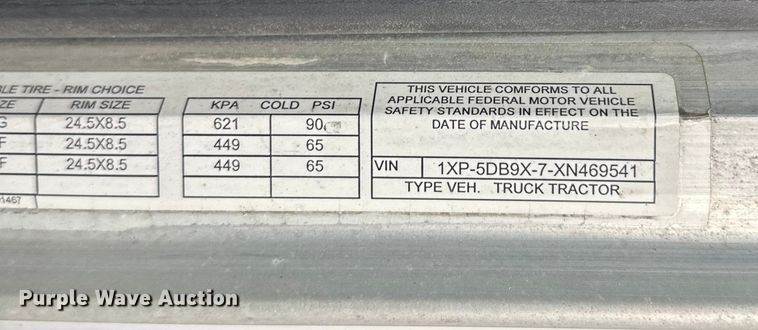 LE TIRE - RIM CHOICE
ZE RIM SIZE KPA COLD PSI
G 24.5X8.5 621 90
F 24.5X8.5 449 65
F 24.5X8.5 449 65
1467
THIS VEHICLE COMFORMS TO ALL
APPLICABLE FEDERAL MOTOR VEHICLE
SAFETY STANDARDS IN EFFECT ON THE
DATE OF MANUFACTURE
VIN 1XP-5DB9X-7-XN469541
TYPE VEH. TRUCK TRACTOR
Purple Wave Auction